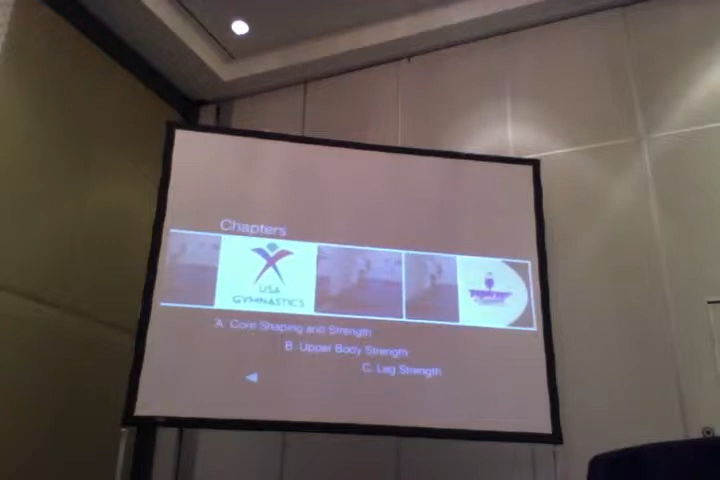 Chapters
USA
GYMNASTICS
A. Core Shaping and Strength
B. Upper Body Strength
C. Leg Strength